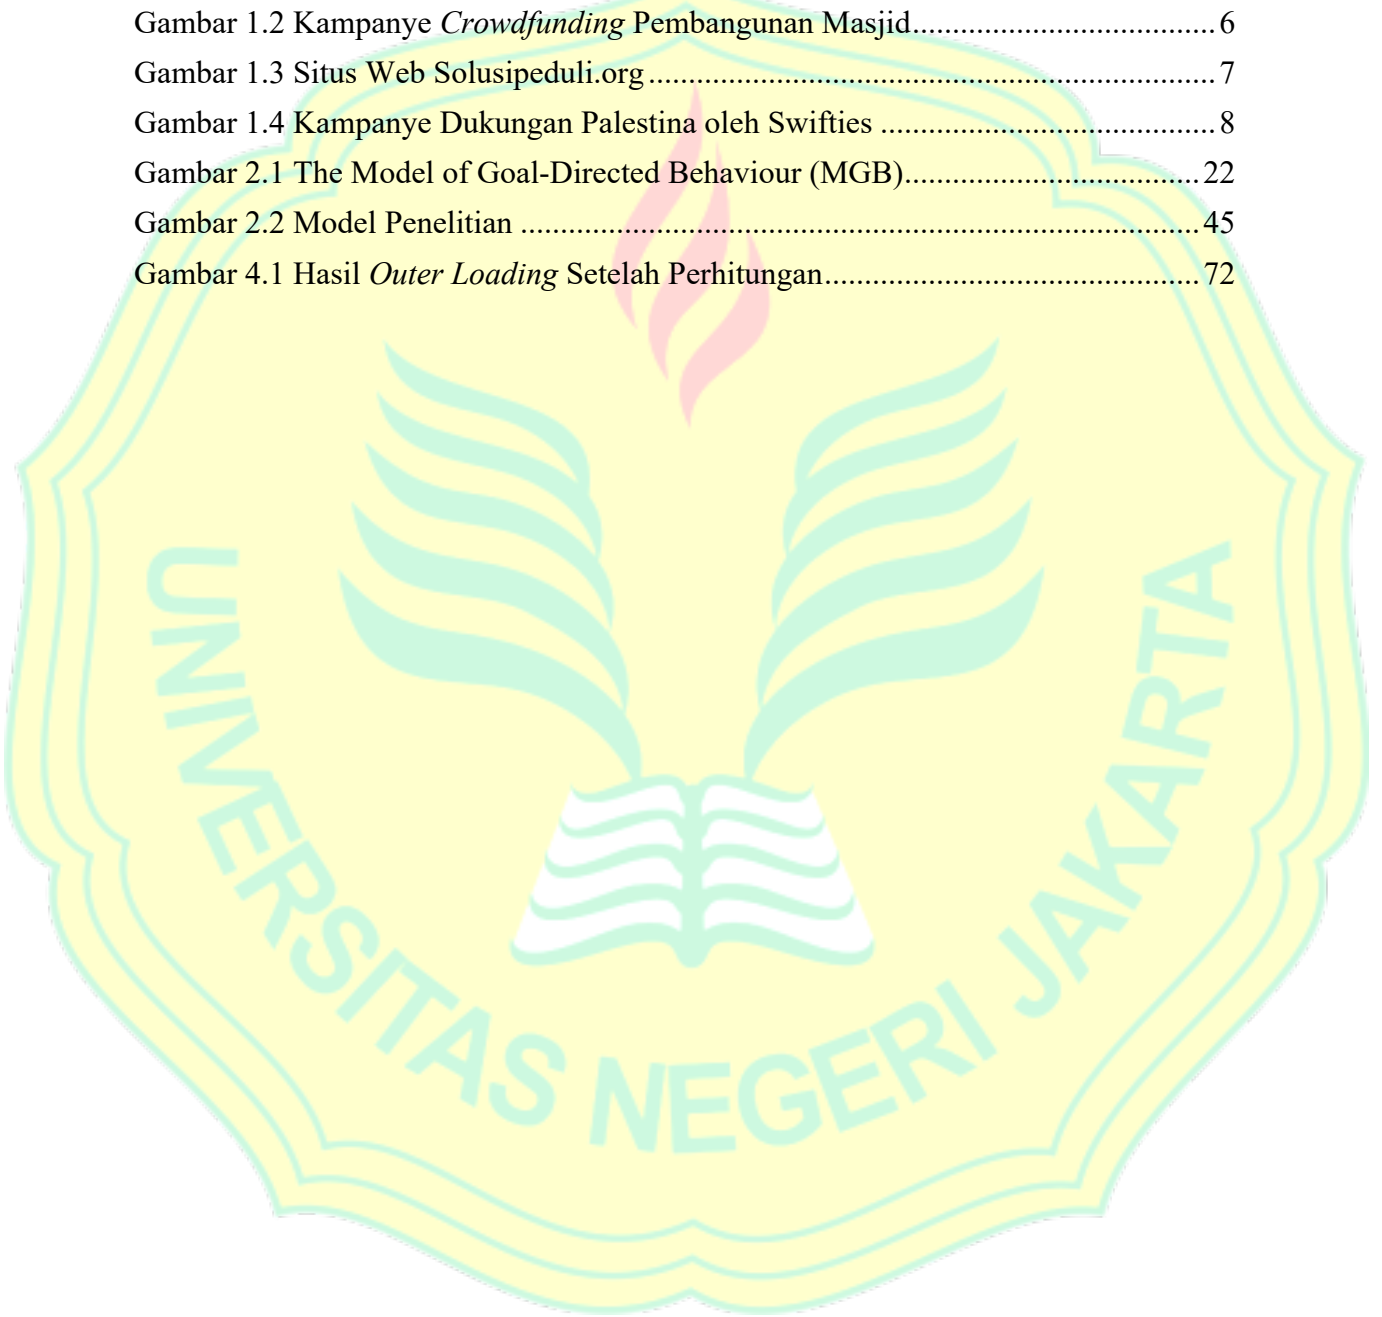 Gambar 1.2 Kampanye Crowdfunding Pembangunan Masjid....................................... 6
Gambar 1.3 Situs Web Solusipeduli.org ........................................................................ 7
Gambar 1.4 Kampanye Dukungan Palestina oleh Swifties .......................................... 8
Gambar 2.1 The Model of Goal-Directed Behaviour (MGB)..................................... 22
Gambar 2.2 Model Penelitian ..................................................................................... 45
Gambar 4.1 Hasil Outer Loading Setelah Perhitungan............................................... 72
UNIVERSITAS NEGERI JAKARTA